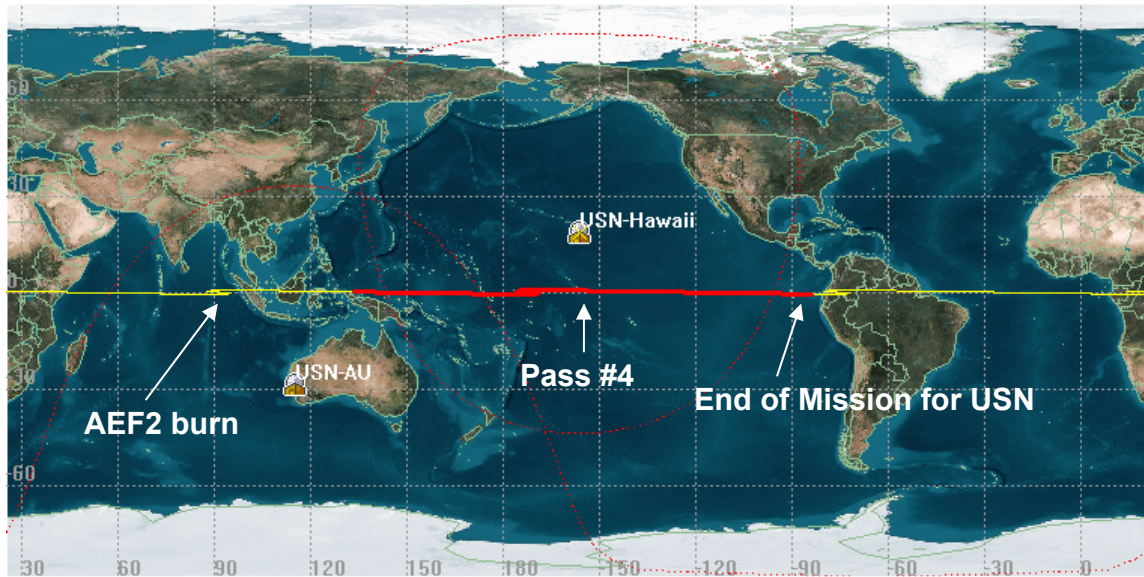 60
30
USN-Hawaii
0
AEF2 burn
USN-AU
Pass #4
End of Mission for USN
-30
-60
30 60 90 120 150 180 -150 -120 -90 -60 -30 0